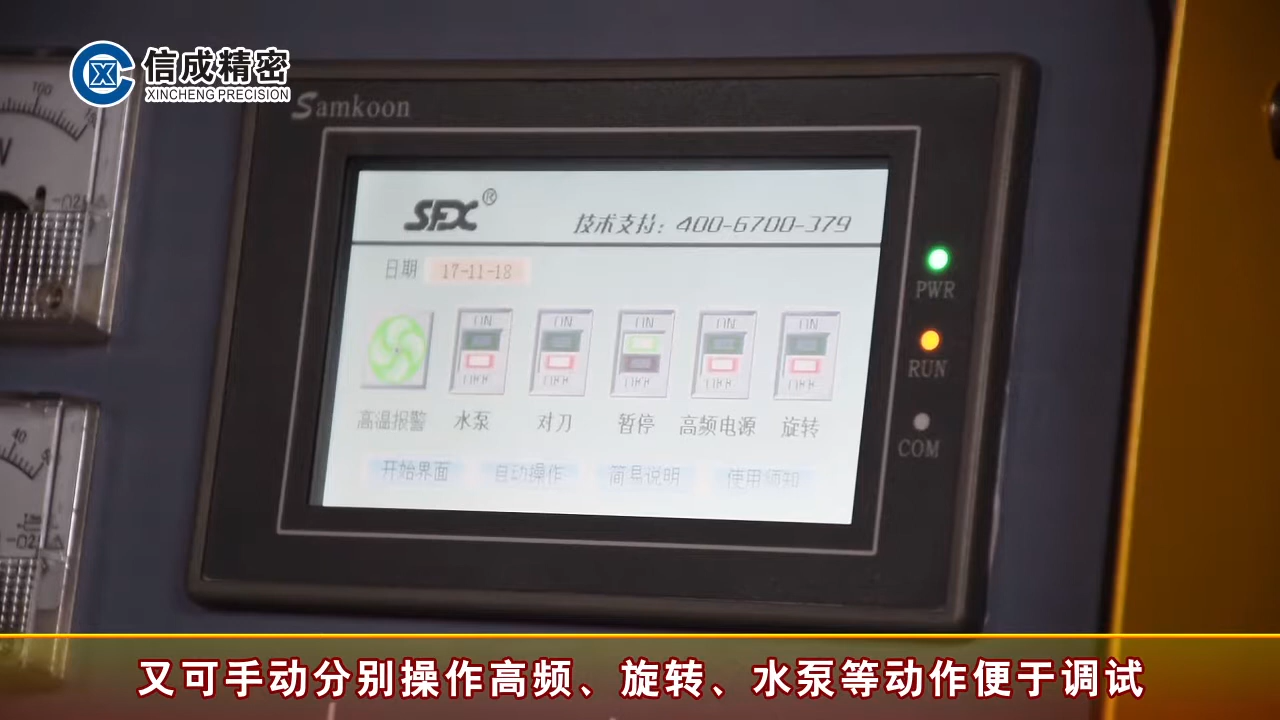 信成精密
XINCHENG PRECISION
Samkoon
100
SFX®
技术支持：400-6700-379
日期 17-11-18
ON ON ON ON ON
OFF OFF OFF OFF OFF
高温报警 水泵 对刀 暂停 高频电源 旋转
开始界面 自动操作 简易说明 使用须知
PWR
RUN
COM
40
又可手动分别操作高频、旋转、水泵等动作便于调试